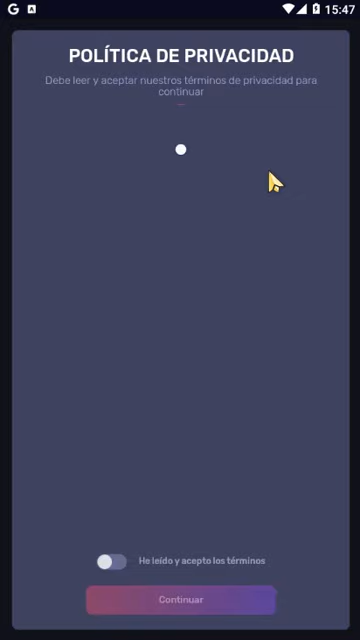 15:47
POLÍTICA DE PRIVACIDAD
Debe leer y aceptar nuestros términos de privacidad para
continuar
He leído y acepto los términos
Continuar